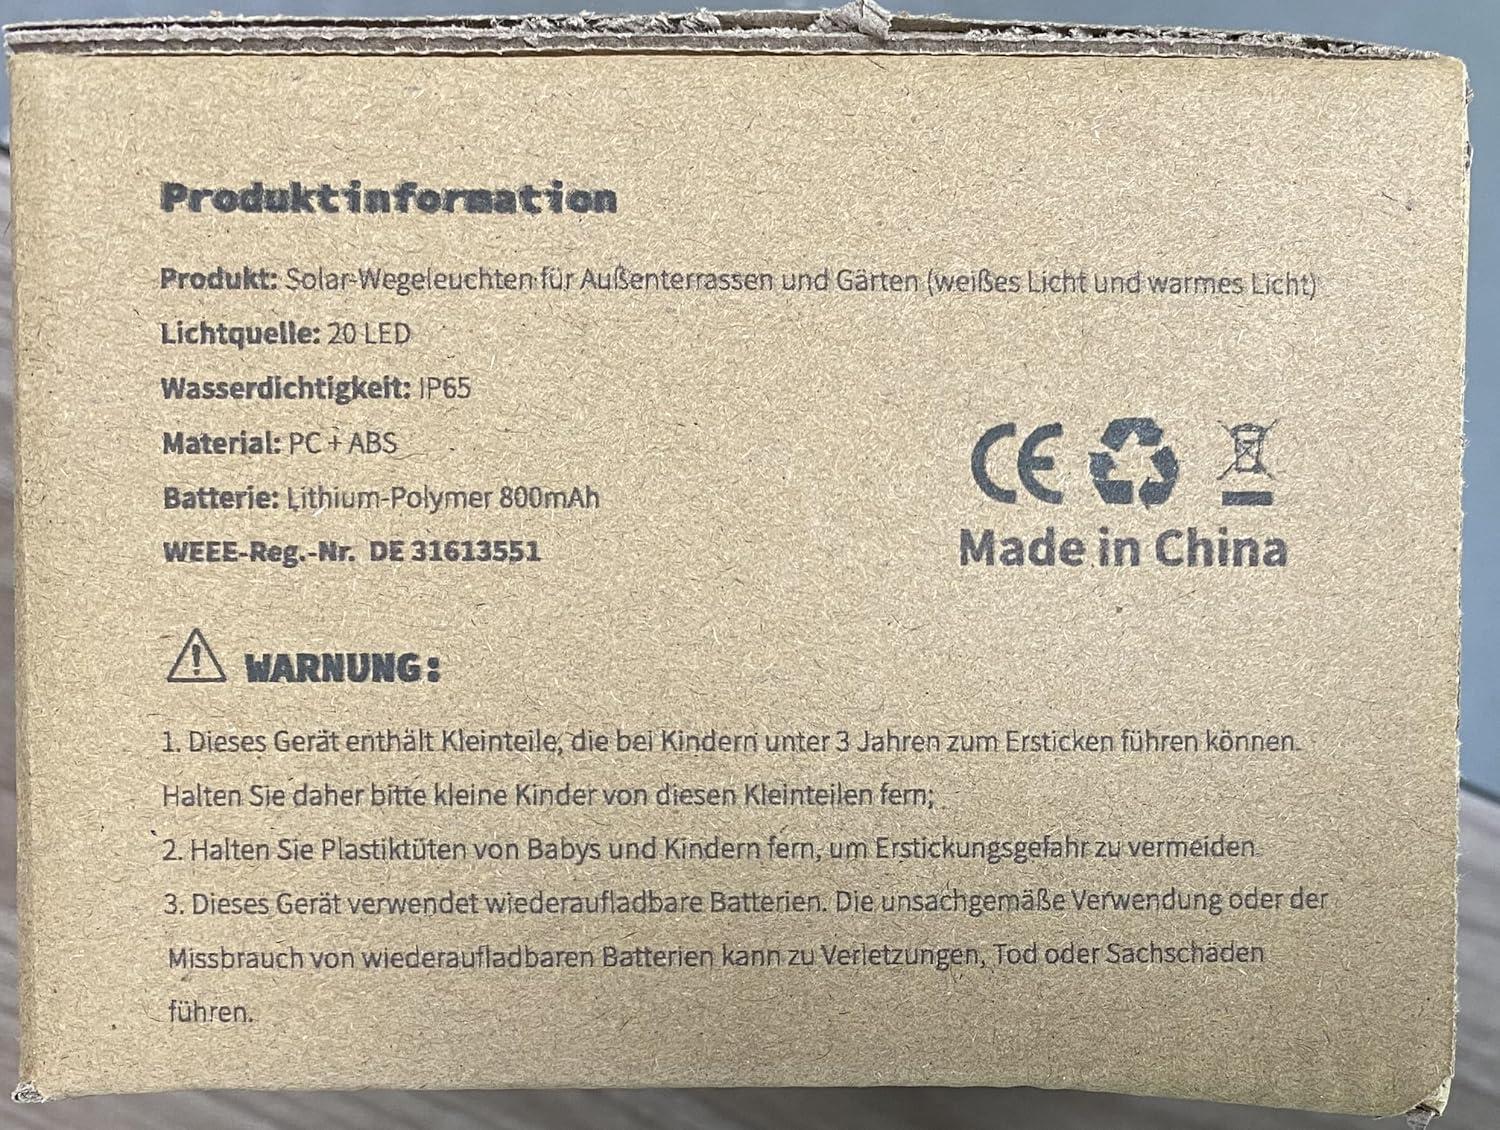 Produktinformation
Produkt: Solar-Wegeleuchten für Außenterrassen und Gärten (weißes Licht und warmes Licht)
Lichtquelle: 20 LED
Wasserdichtigkeit: IP65
Material: PC + ABS
Batterie: Lithium-Polymer 800mAh
WEEE-Reg.-Nr. DE 31613551
CE
Made in China
WARNUNG:
1. Dieses Gerät enthält Kleinteile, die bei Kindern unter 3 Jahren zum Ersticken führen können.
Halten Sie daher bitte kleine Kinder von diesen Kleinteilen fern;
2. Halten Sie Plastiktüten von Babys und Kindern fern, um Erstickungsgefahr zu vermeiden.
3. Dieses Gerät verwendet wiederaufladbare Batterien. Die unsachgemäße Verwendung oder der
Missbrauch von wiederaufladbaren Batterien kann zu Verletzungen, Tod oder Sachschäden
führen.